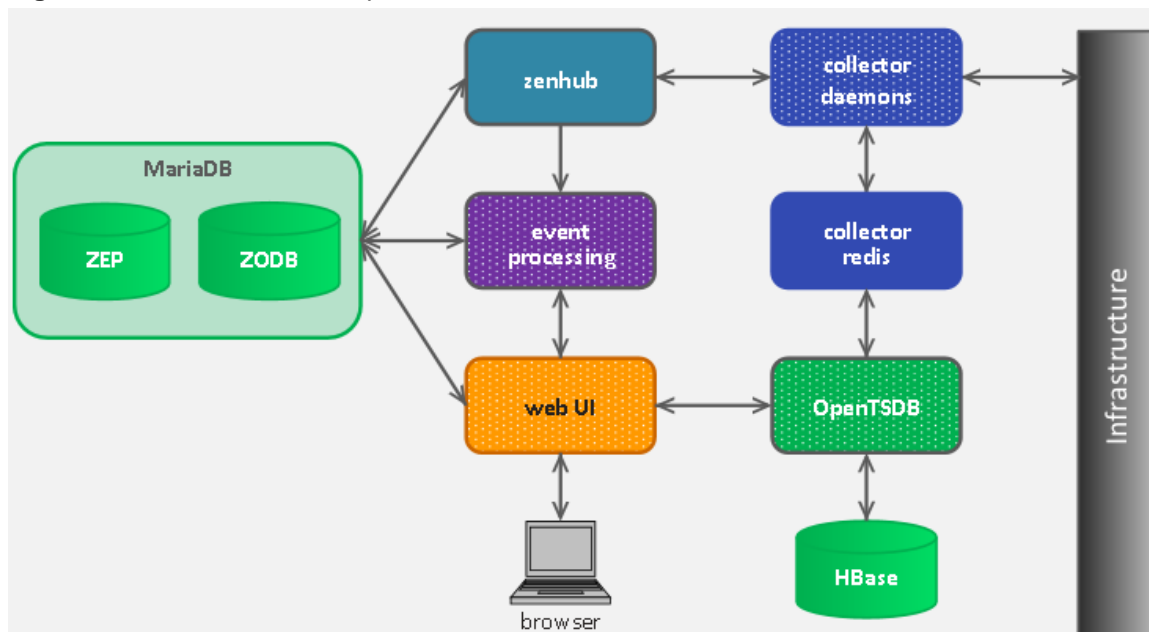 zenhub
collector
daemons
MariaDB
ZEP
ZODB
event
processing
collector
redis
Infrastructure
web UI
OpenTSDB
HBase
browser